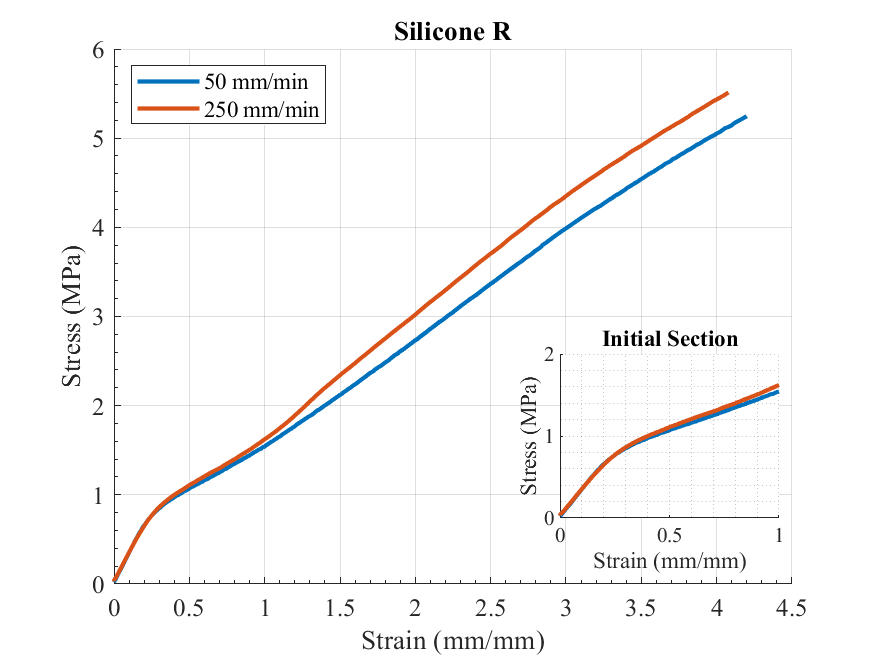 Silicone R
50 mm/min
250 mm/min
Stress (MPa)
6
5
4
3
2
1
0
0 0.5 1 1.5 2 2.5 3 3.5 4 4.5
Strain (mm/mm)
Initial Section
Stress (MPa)
2
1
0
0 0.5 1
Strain (mm/mm)